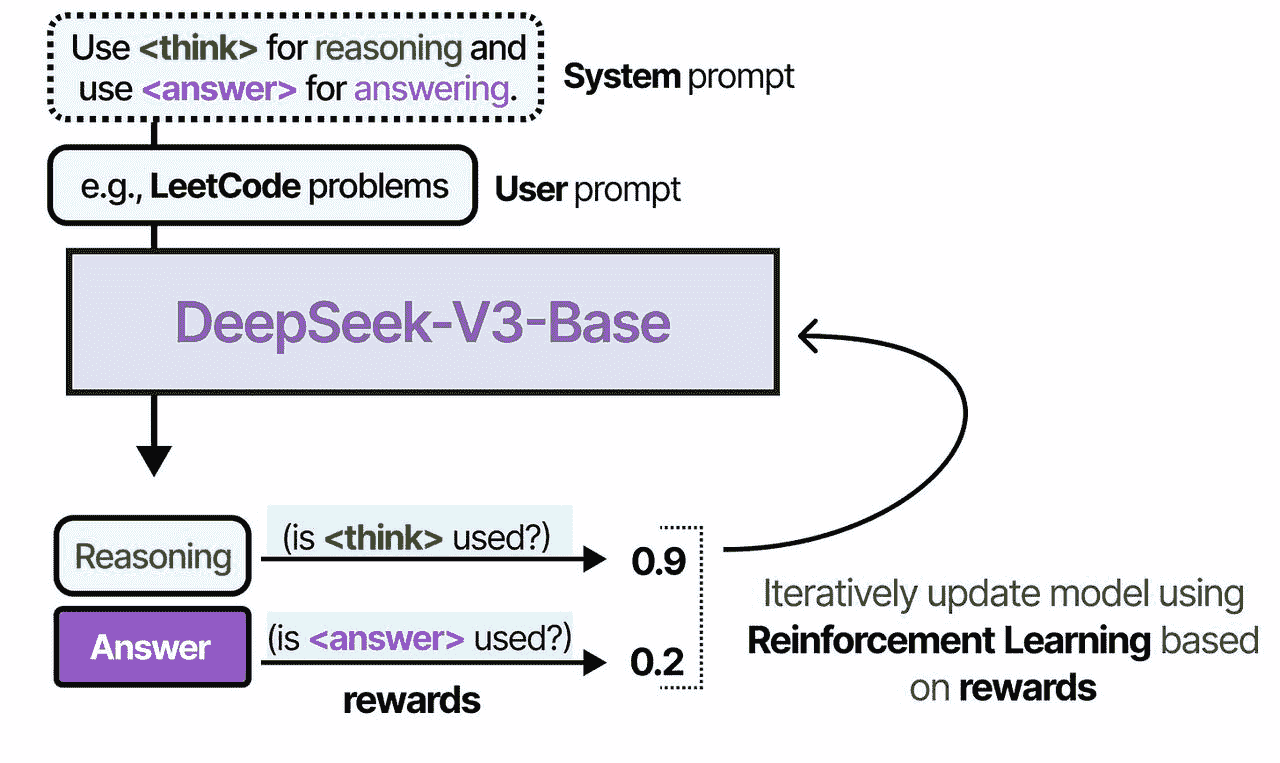 Use <think> for reasoning and
use <answer> for answering.
System prompt
e.g., LeetCode problems
User prompt
DeepSeek-V3-Base
Reasoning
(is <think> used?)
0.9
Answer
(is <answer> used?)
0.2
rewards
Iteratively update model using
Reinforcement Learning based
on rewards